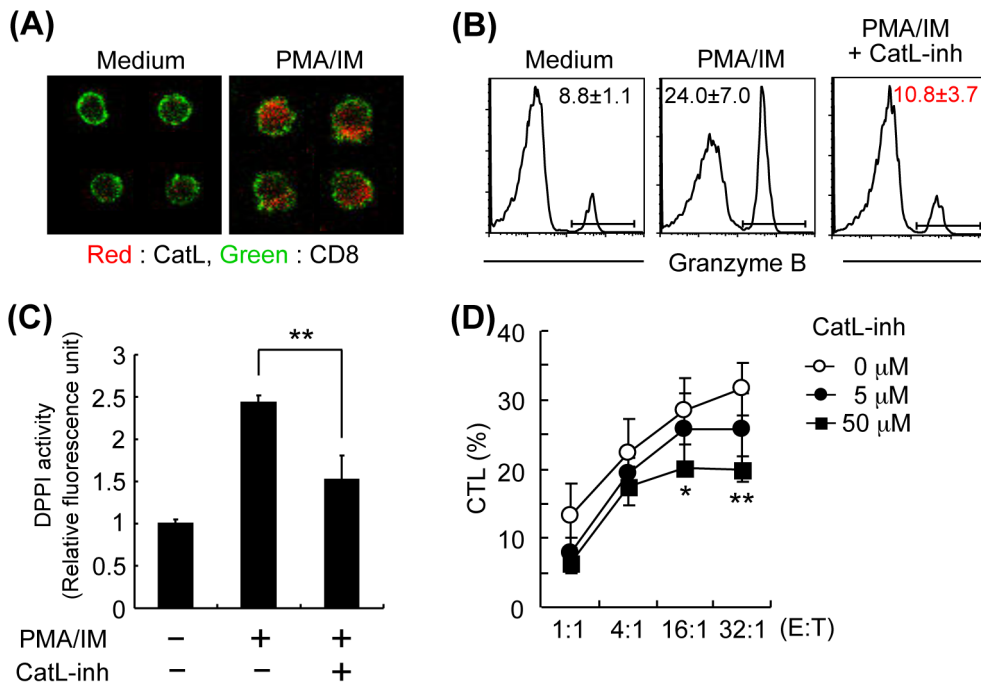 (A)
Medium PMA/IM
Red : CatL, Green : CD8
(B)
Medium PMA/IM PMA/IM
+ CatL-inh
8.8±1.1 24.0±7.0 10.8±3.7
Granzyme B
(C)
**
DPPI activity
(Relative fluorescence unit)
3
2.5
2
1.5
1
0.5
0
PMA/IM − + +
CatL-inh − − +
(D)
CatL-inh
0 μM
5 μM
50 μM
CTL (%)
40
30
20
10
0
* **
1:1 4:1 16:1 32:1 (E:T)